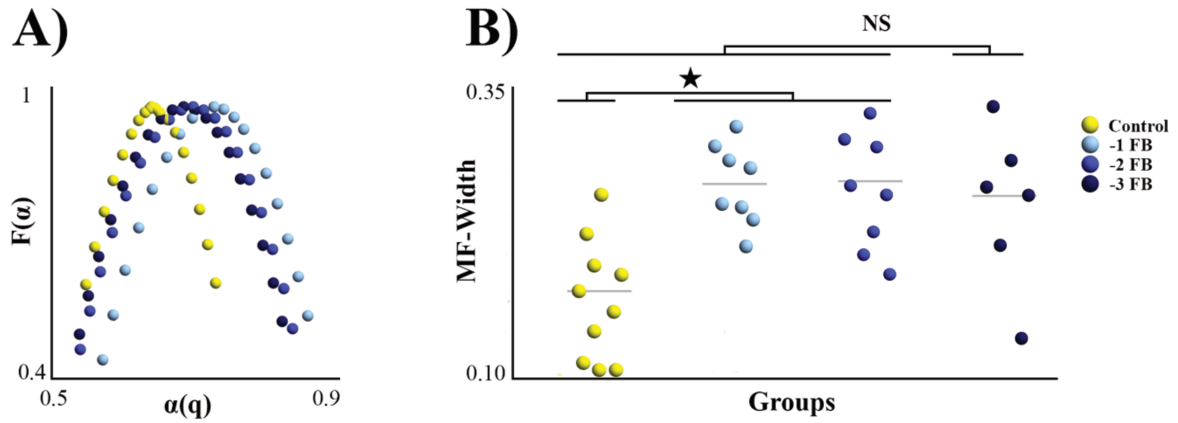 A)
1
F(α)
0.4
0.5
0.9
α(q)
B)
NS
0.35
MF-Width
0.10
Groups
Control
-1 FB
-2 FB
-3 FB